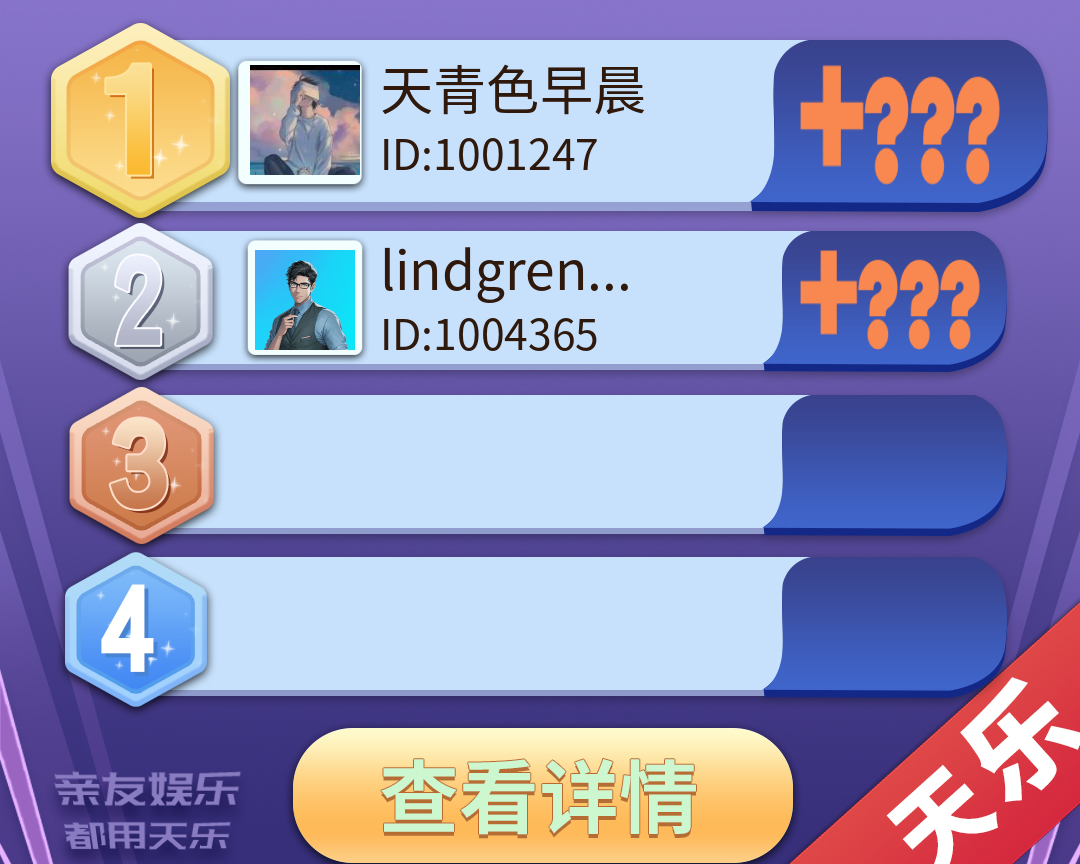 1
天青色早晨
ID:1001247
+???
2
lindgren...
ID:1004365
+???
3
4
查看详情
亲友娱乐
都用天乐
天乐